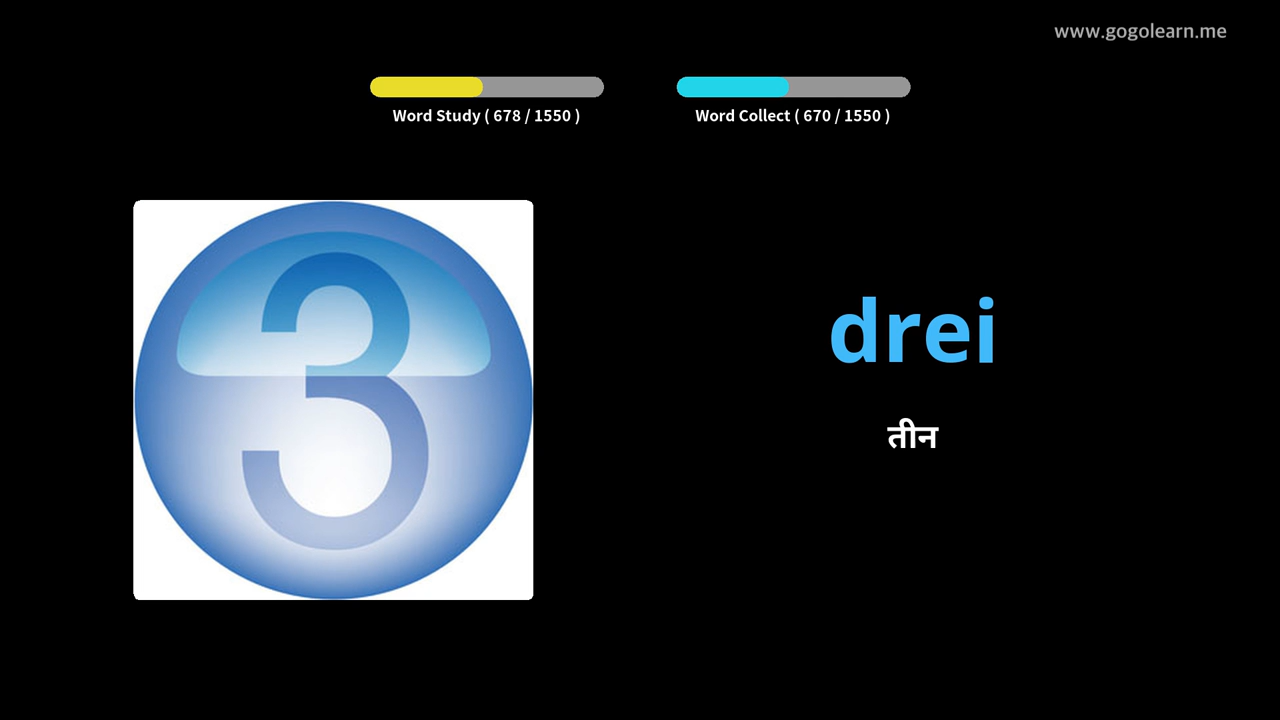 www.gogolearn.me
Word Study ( 678 / 1550 )
Word Collect ( 670 / 1550 )
3
drei
तीन